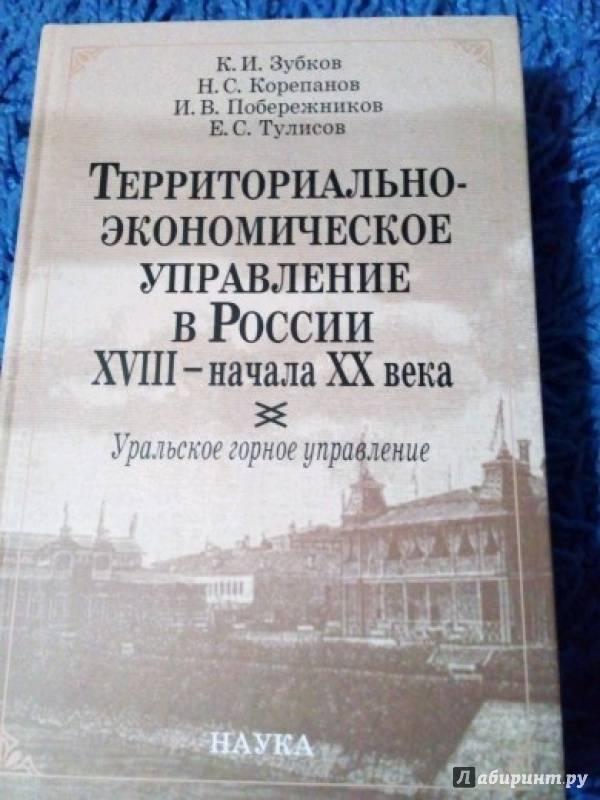 К. И. Зубков
Н. С. Корепанов
И. В. Побережников
Е. С. Тулисов
Территориально-
экономическое
управление
в России
XVIII – начала XX века
Уральское горное управление
НАУКА
Лабиринт.ру